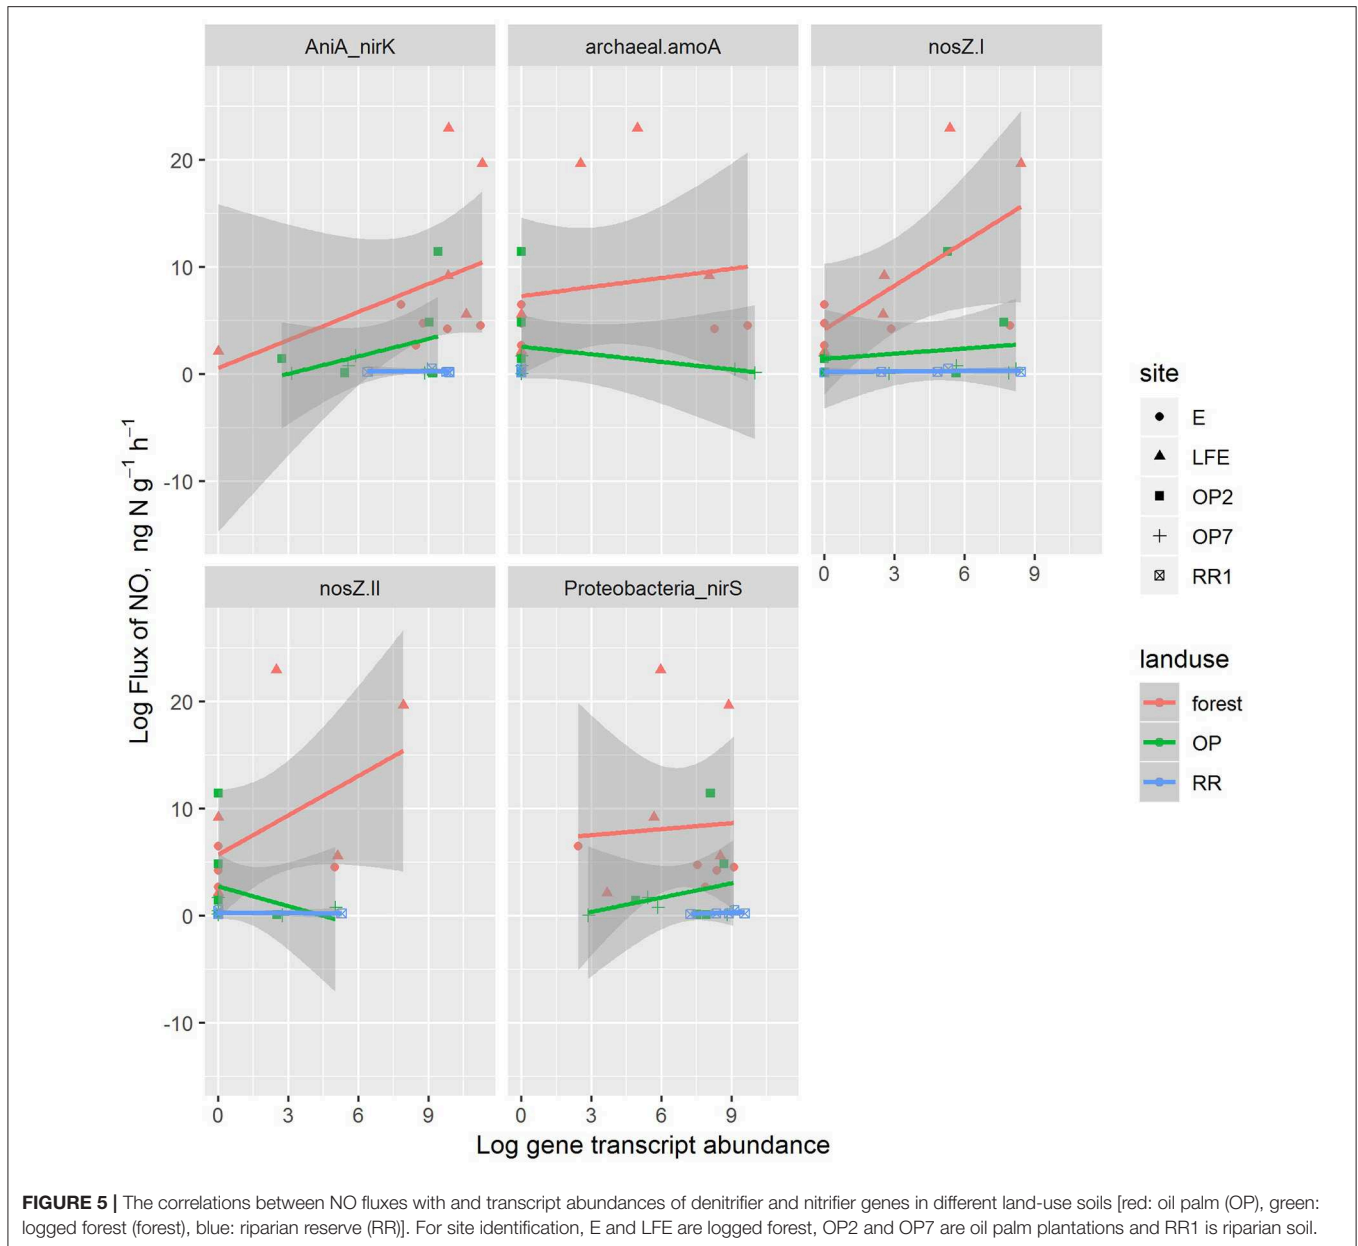 AniA_nirK
archaeal.amoA
nosZ.I
20
10
0
-10
0
3
6
9
nosZ.II
Proteobacteria_nirS
20
10
0
-10
0
3
6
9
0
3
6
9
Log Flux of NO, ng N g⁻¹ h⁻¹
Log gene transcript abundance
site
E
LFE
OP2
OP7
RR1
landuse
forest
OP
RR
FIGURE 5 | The correlations between NO fluxes with and transcript abundances of denitrifier and nitrifier genes in different land-use soils [red: oil palm (OP), green:
logged forest (forest), blue: riparian reserve (RR)]. For site identification, E and LFE are logged forest, OP2 and OP7 are oil palm plantations and RR1 is riparian soil.